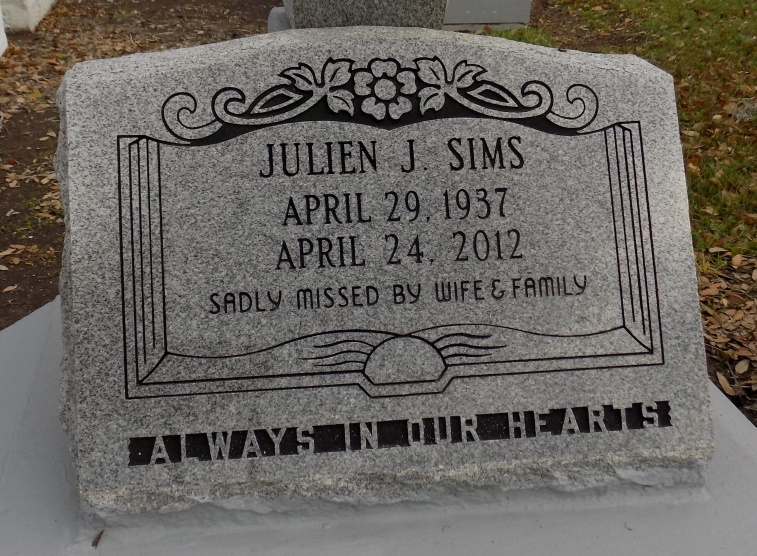 JULIEN J. SIMS
APRIL 29, 1937
APRIL 24, 2012
SADLY MISSED BY WIFE & FAMILY
ALWAYS IN OUR HEARTS